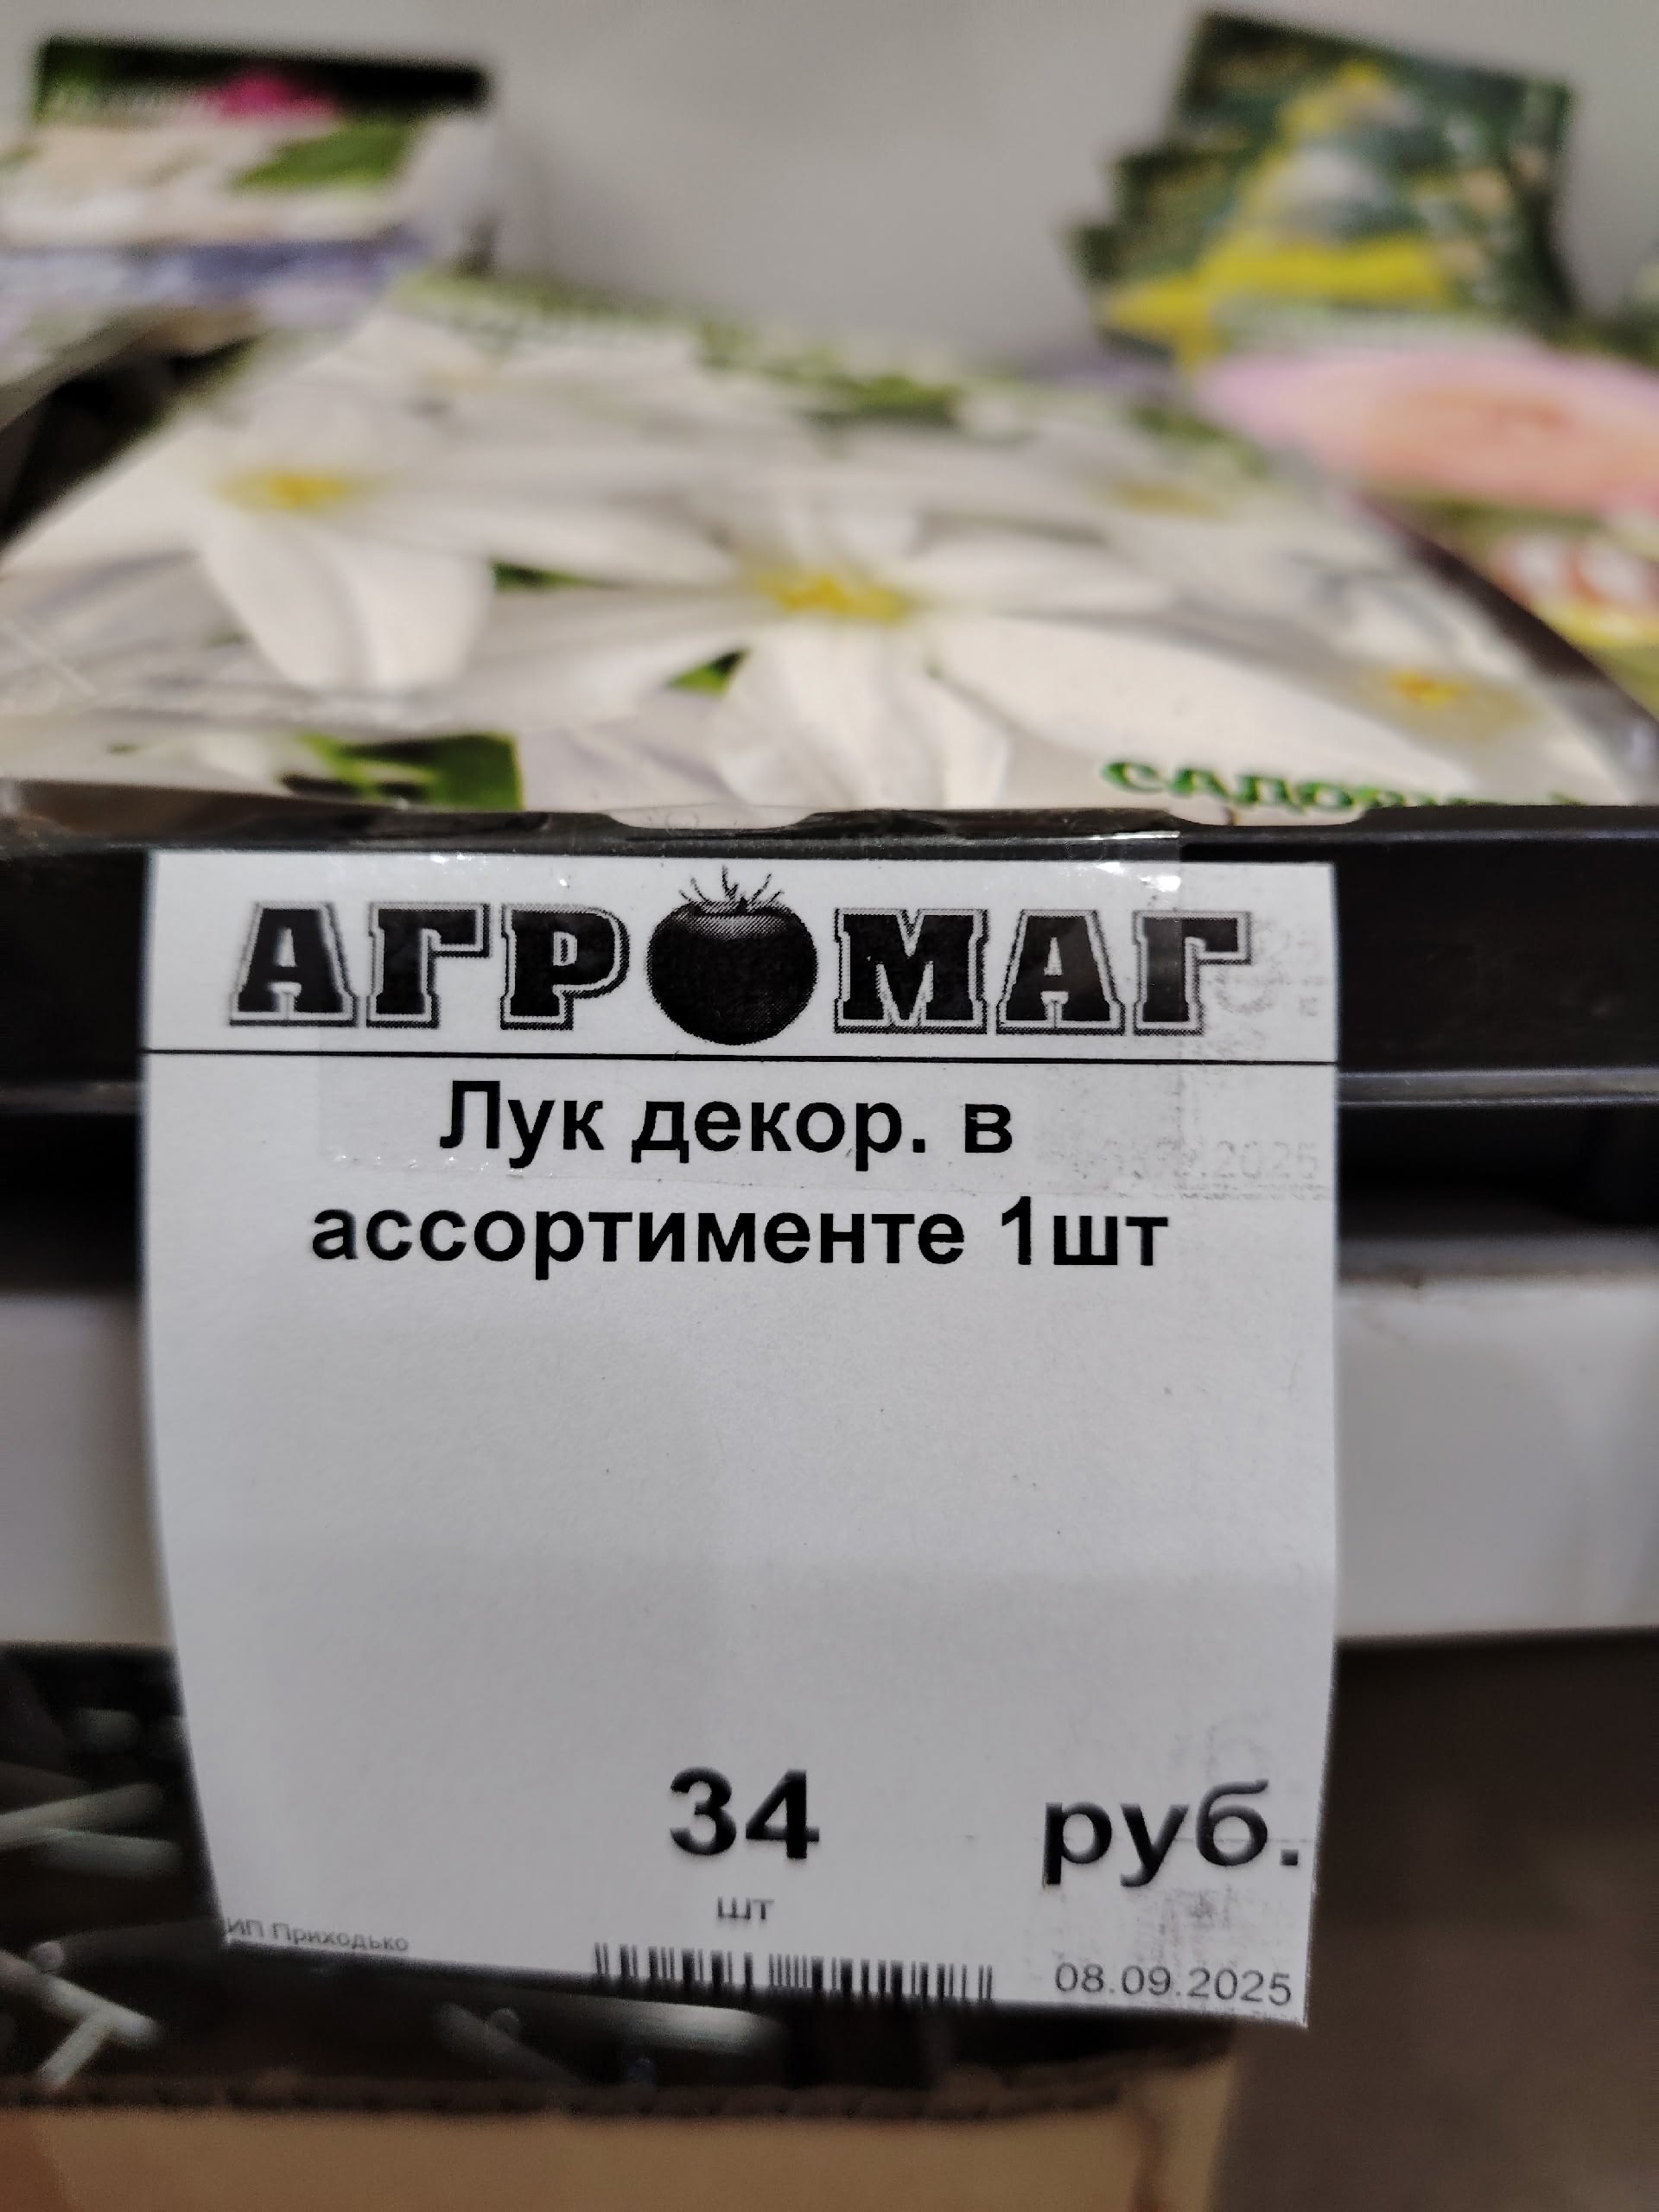 АГРОМАГ
Лук декор. в
ассортименте 1шт
34 руб.
шт
ИП Приходько
08.09.2025